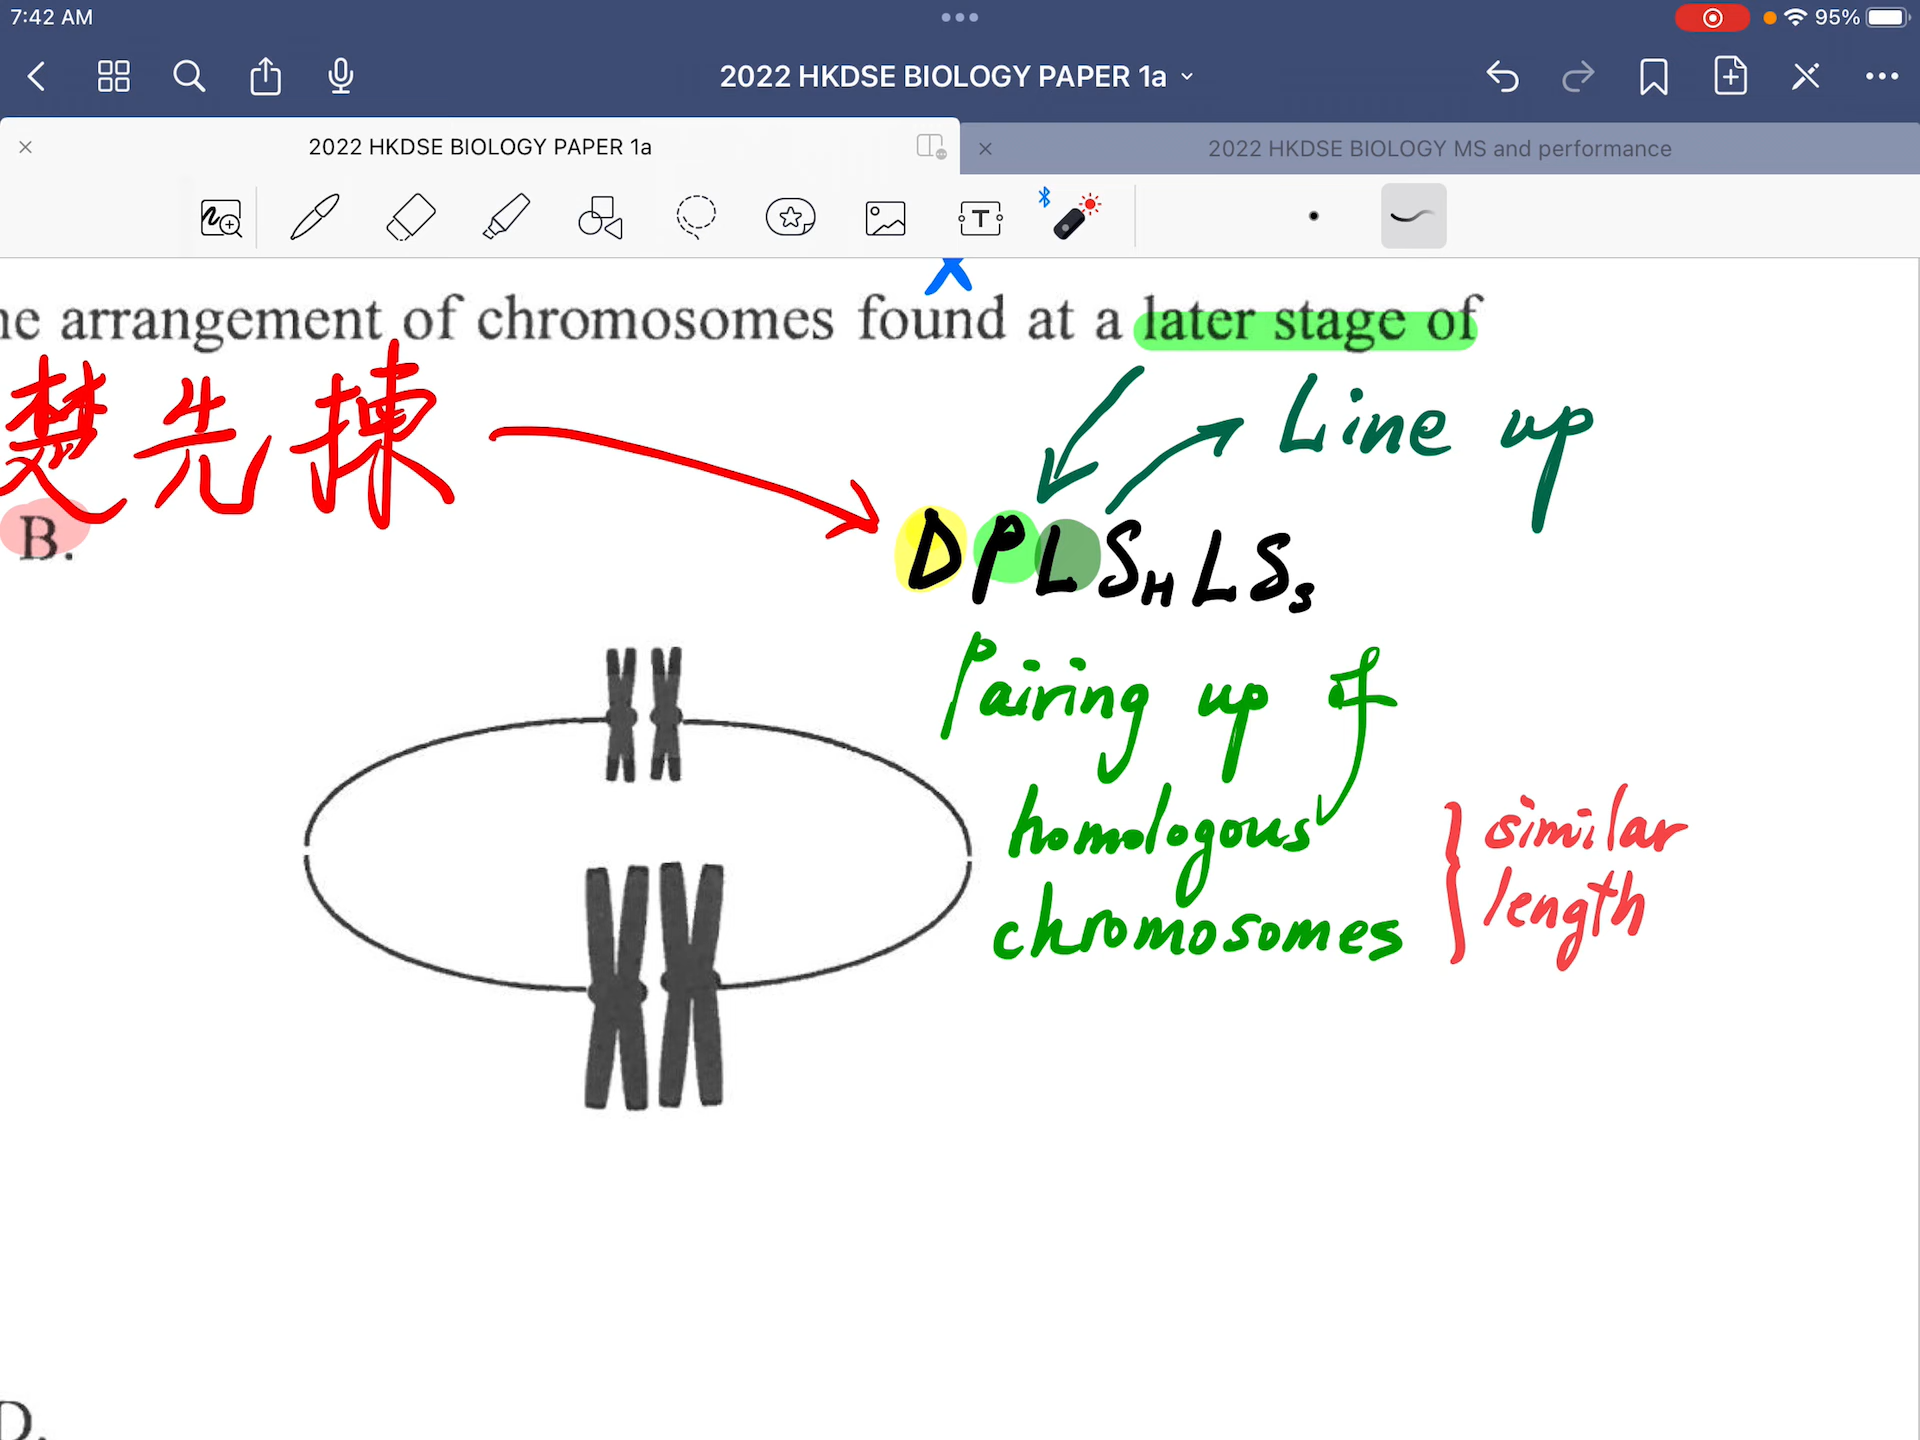 7:42 AM
95%
2022 HKDSE BIOLOGY PAPER 1a
2022 HKDSE BIOLOGY PAPER 1a
2022 HKDSE BIOLOGY MS and performance
T
he arrangement of chromosomes found at a later stage of
楚先揀
Line up
B.
DPLSHLSs
Pairing up of
homologous
chromosomes
similar
length
D.